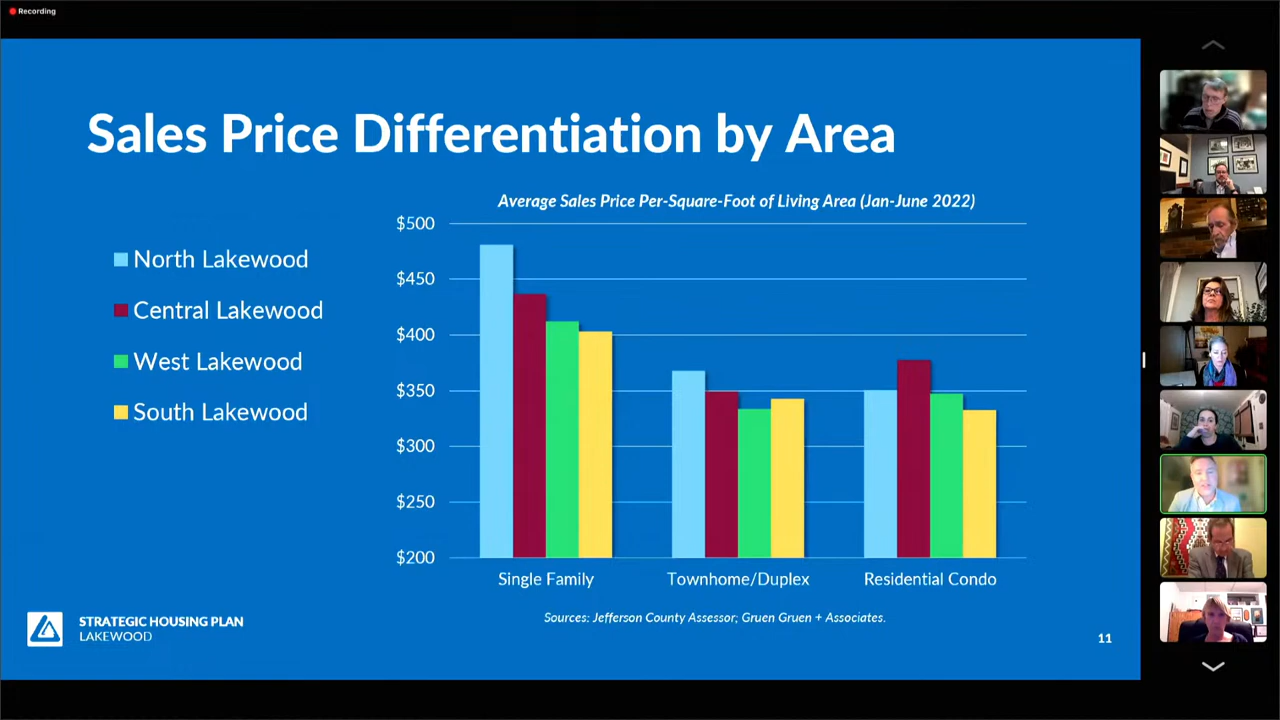 Recording
Sales Price Differentiation by Area
Average Sales Price Per-Square-Foot of Living Area (Jan-June 2022)
North Lakewood
Central Lakewood
West Lakewood
South Lakewood
$500
$450
$400
$350
$300
$250
$200
Single Family
Townhome/Duplex
Residential Condo
Sources: Jefferson County Assessor; Gruen Gruen + Associates.
STRATEGIC HOUSING PLAN
LAKEWOOD
11